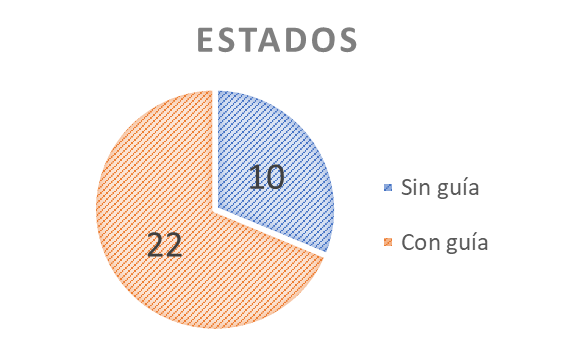 ESTADOS
10
22
Sin guía
Con guía